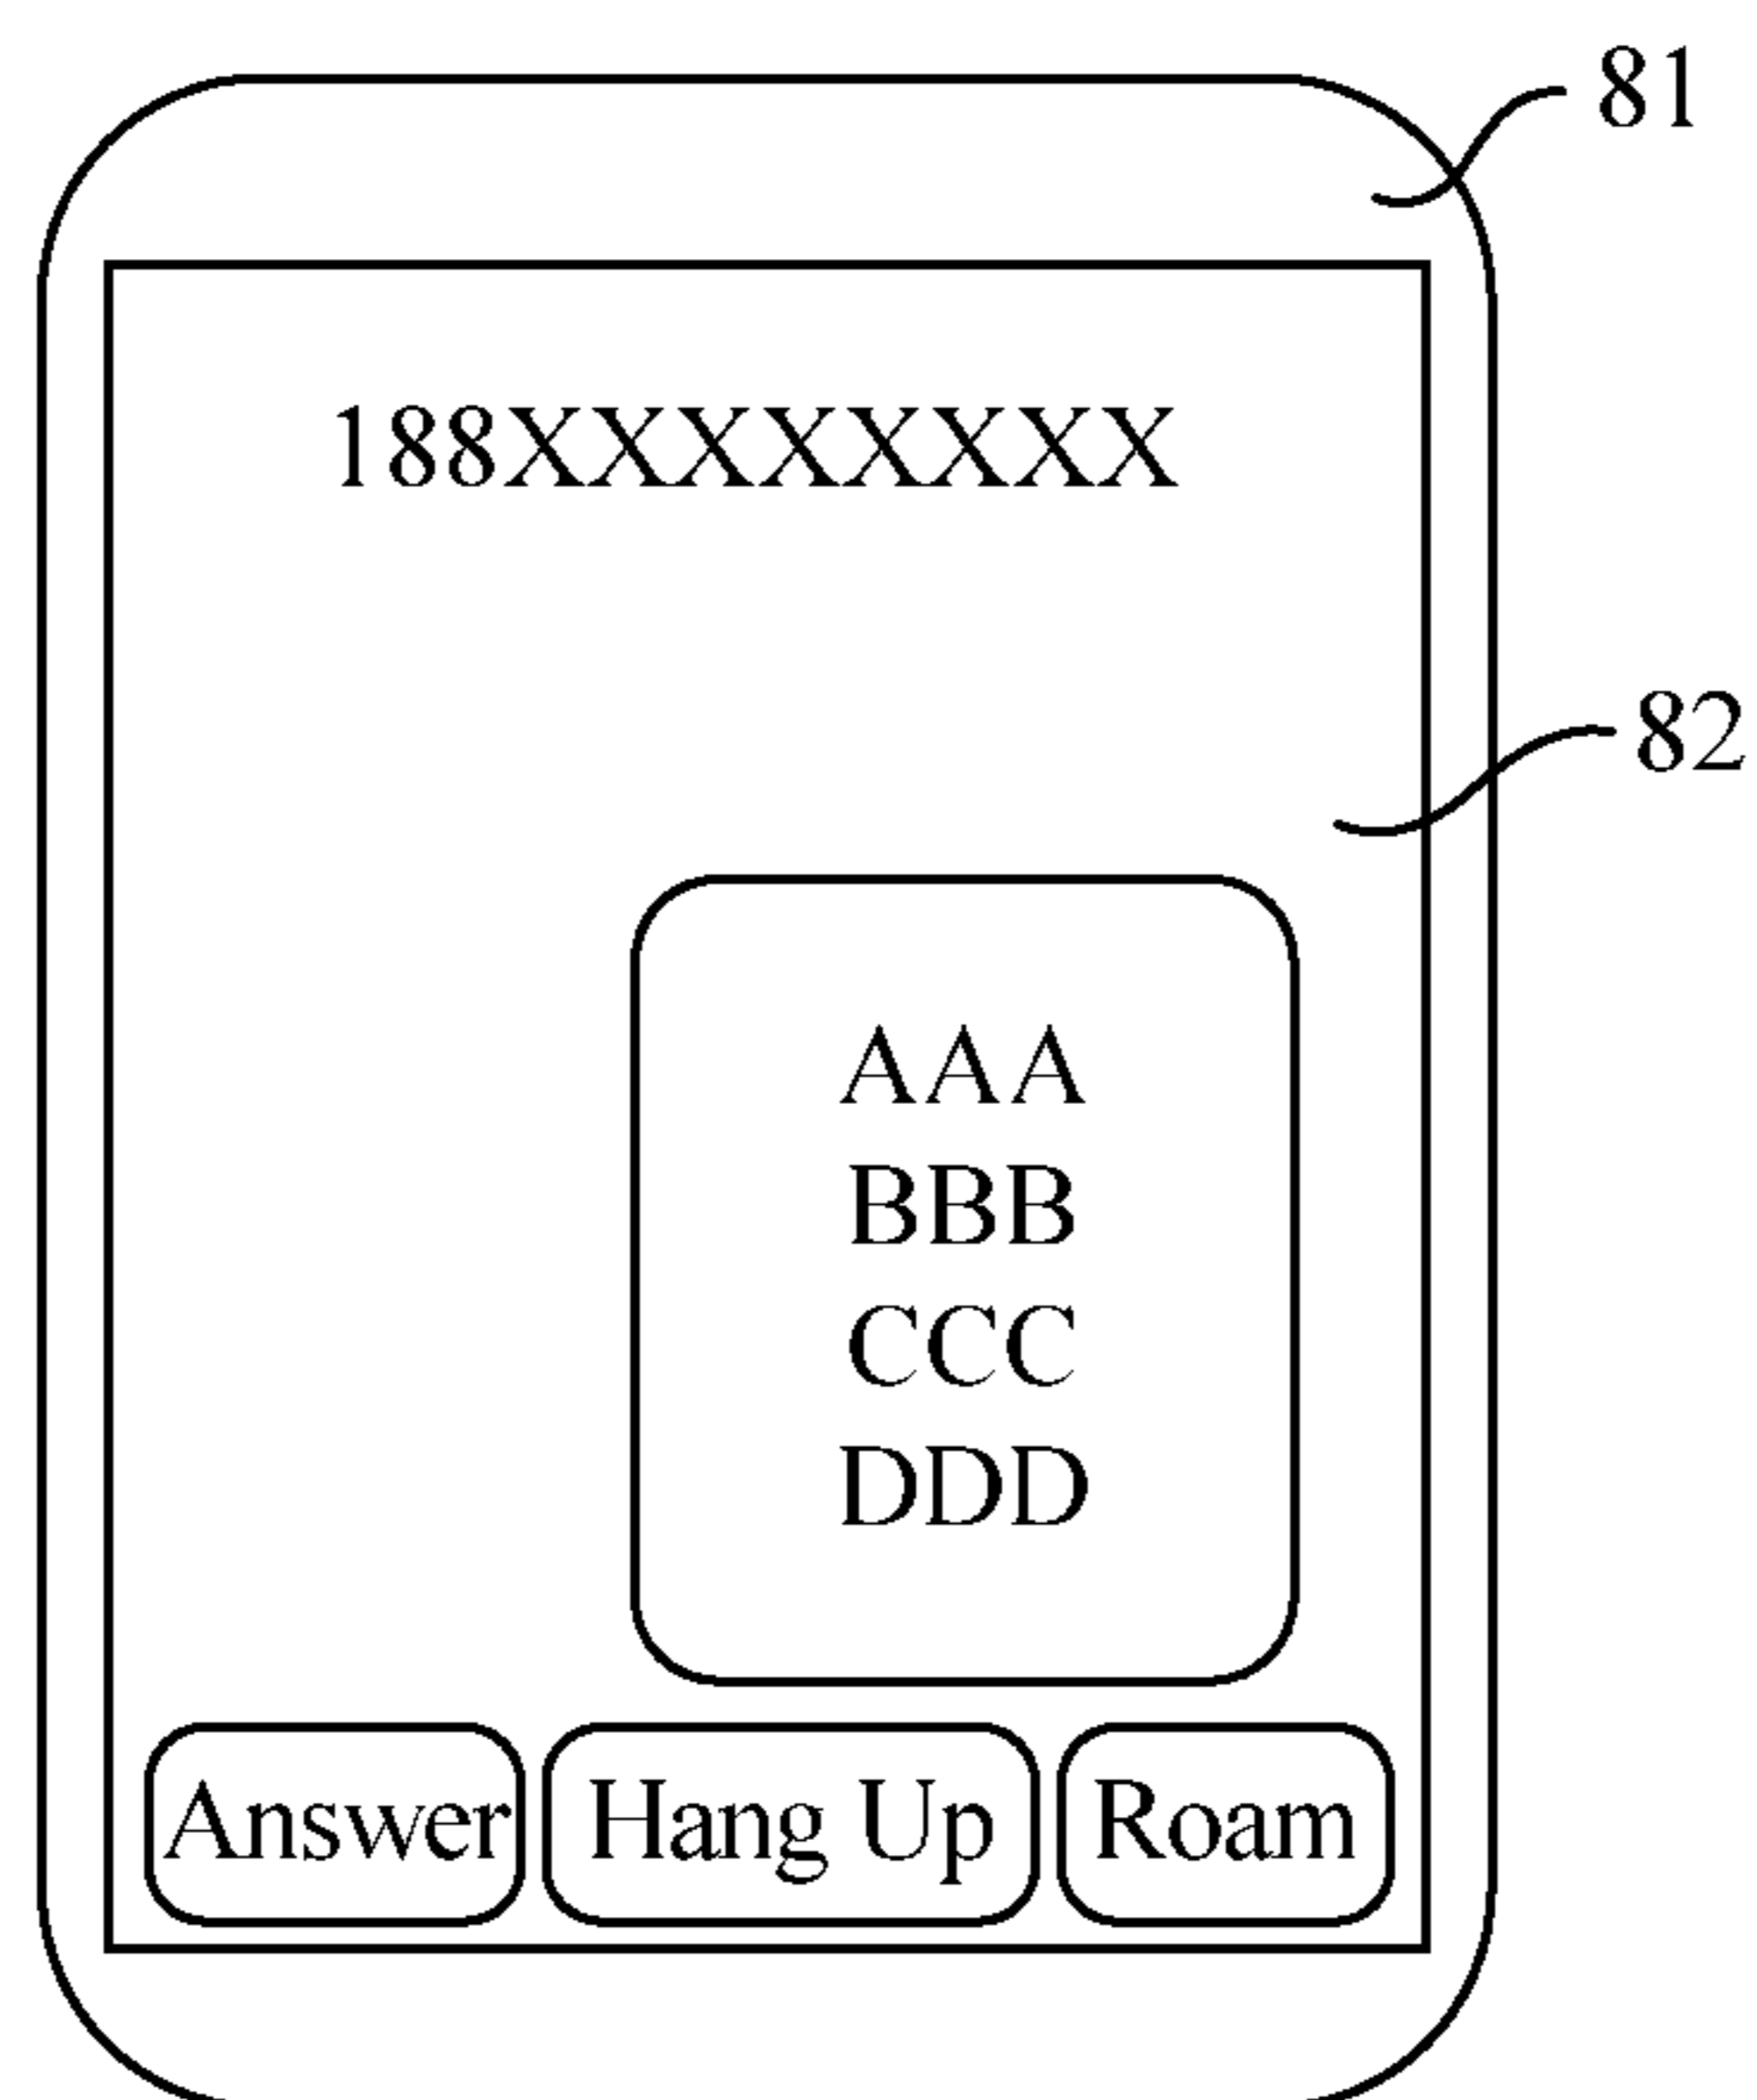 81
188XXXXXXXX
82
AAA
BBB
CCC
DDD
Answer Hang Up Roam